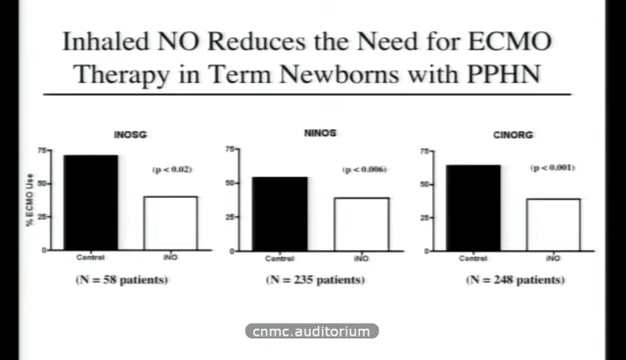 Inhaled NO Reduces the Need for ECMO
Therapy in Term Newborns with PPHN
INOSG
% ECMO Use
75
50
25
0
(p < 0.02)
Control
iNO
(N = 58 patients)
NINOS
75
50
25
0
(p < 0.006)
Control
iNO
(N = 235 patients)
CINORG
75
50
25
0
(p < 0.001)
Control
iNO
(N = 248 patients)
cnmc.auditorium